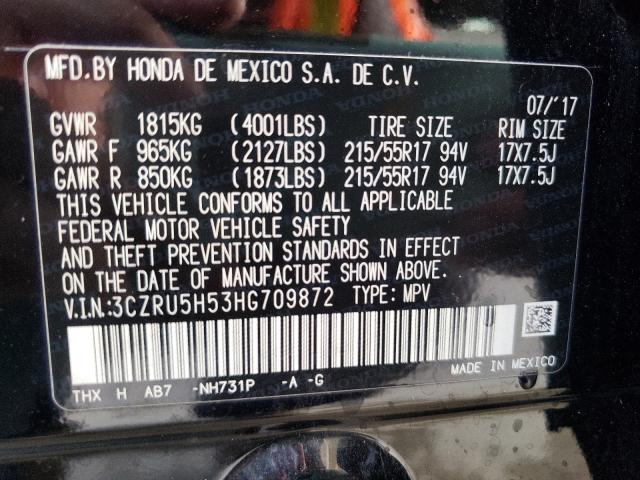 MFD.BY HONDA DE MEXICO S.A. DE C.V.
07/'17
GVWR 1815KG (4001LBS) TIRE SIZE RIM SIZE
GAWR F 965KG (2127LBS) 215/55R17 94V 17X7.5J
GAWR R 850KG (1873LBS) 215/55R17 94V 17X7.5J
THIS VEHICLE CONFORMS TO ALL APPLICABLE
FEDERAL MOTOR VEHICLE SAFETY
AND THEFT PREVENTION STANDARDS IN EFFECT
ON THE DATE OF MANUFACTURE SHOWN ABOVE.
V.I.N.:3CZRU5H53HG709872 TYPE: MPV
THX H AB7 -NH731P -A -G
MADE IN MEXICO